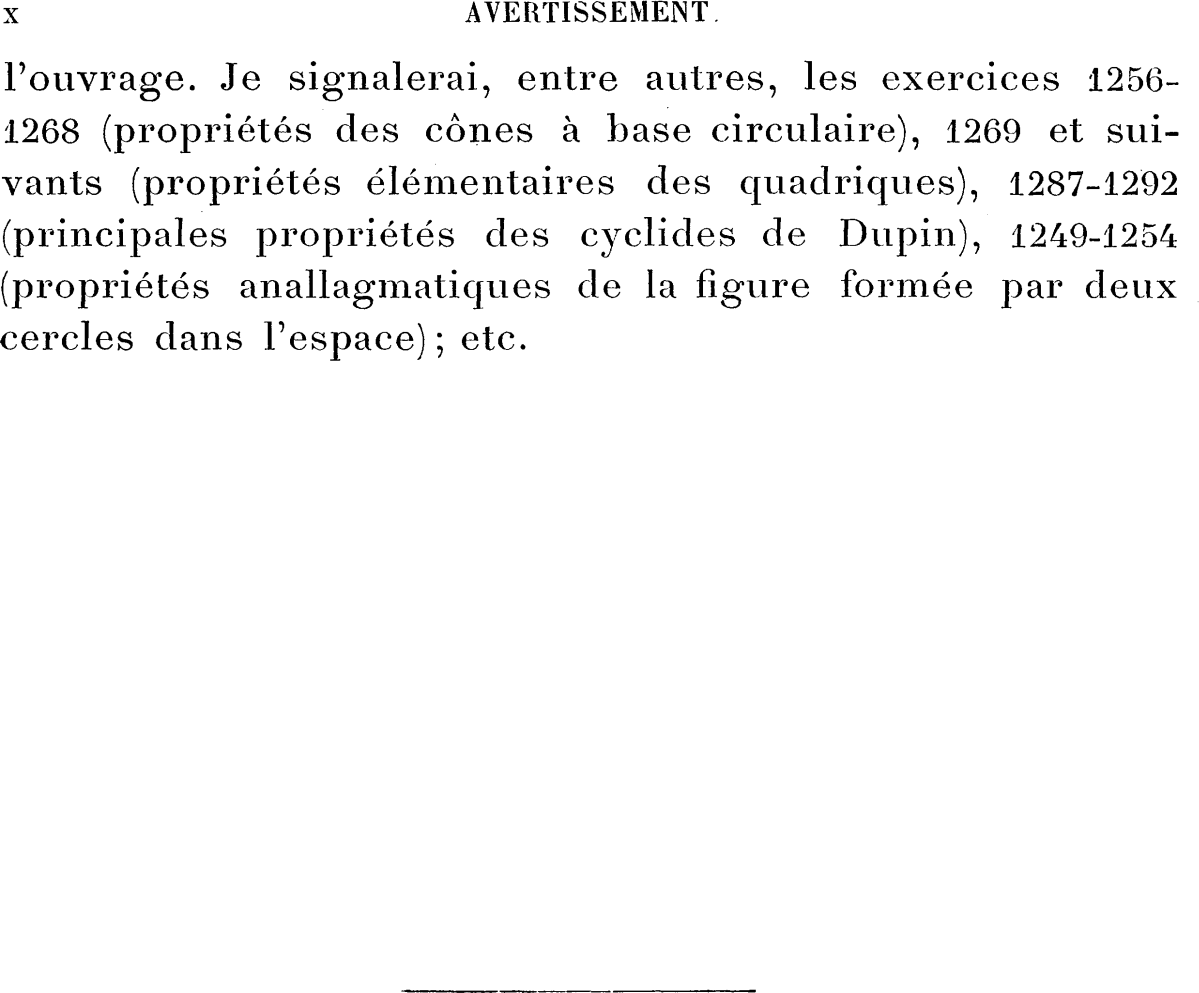 x AVERTISSEMENT.
l'ouvrage. Je signalerai, entre autres, les exercices 1256-
1268 (propriétés des cônes à base circulaire), 1269 et sui-
vants (propriétés élémentaires des quadriques), 1287-1292
(principales propriétés des cyclides de Dupin), 1249-1254
(propriétés anallagmatiques de la figure formée par deux
cercles dans l'espace) ; etc.